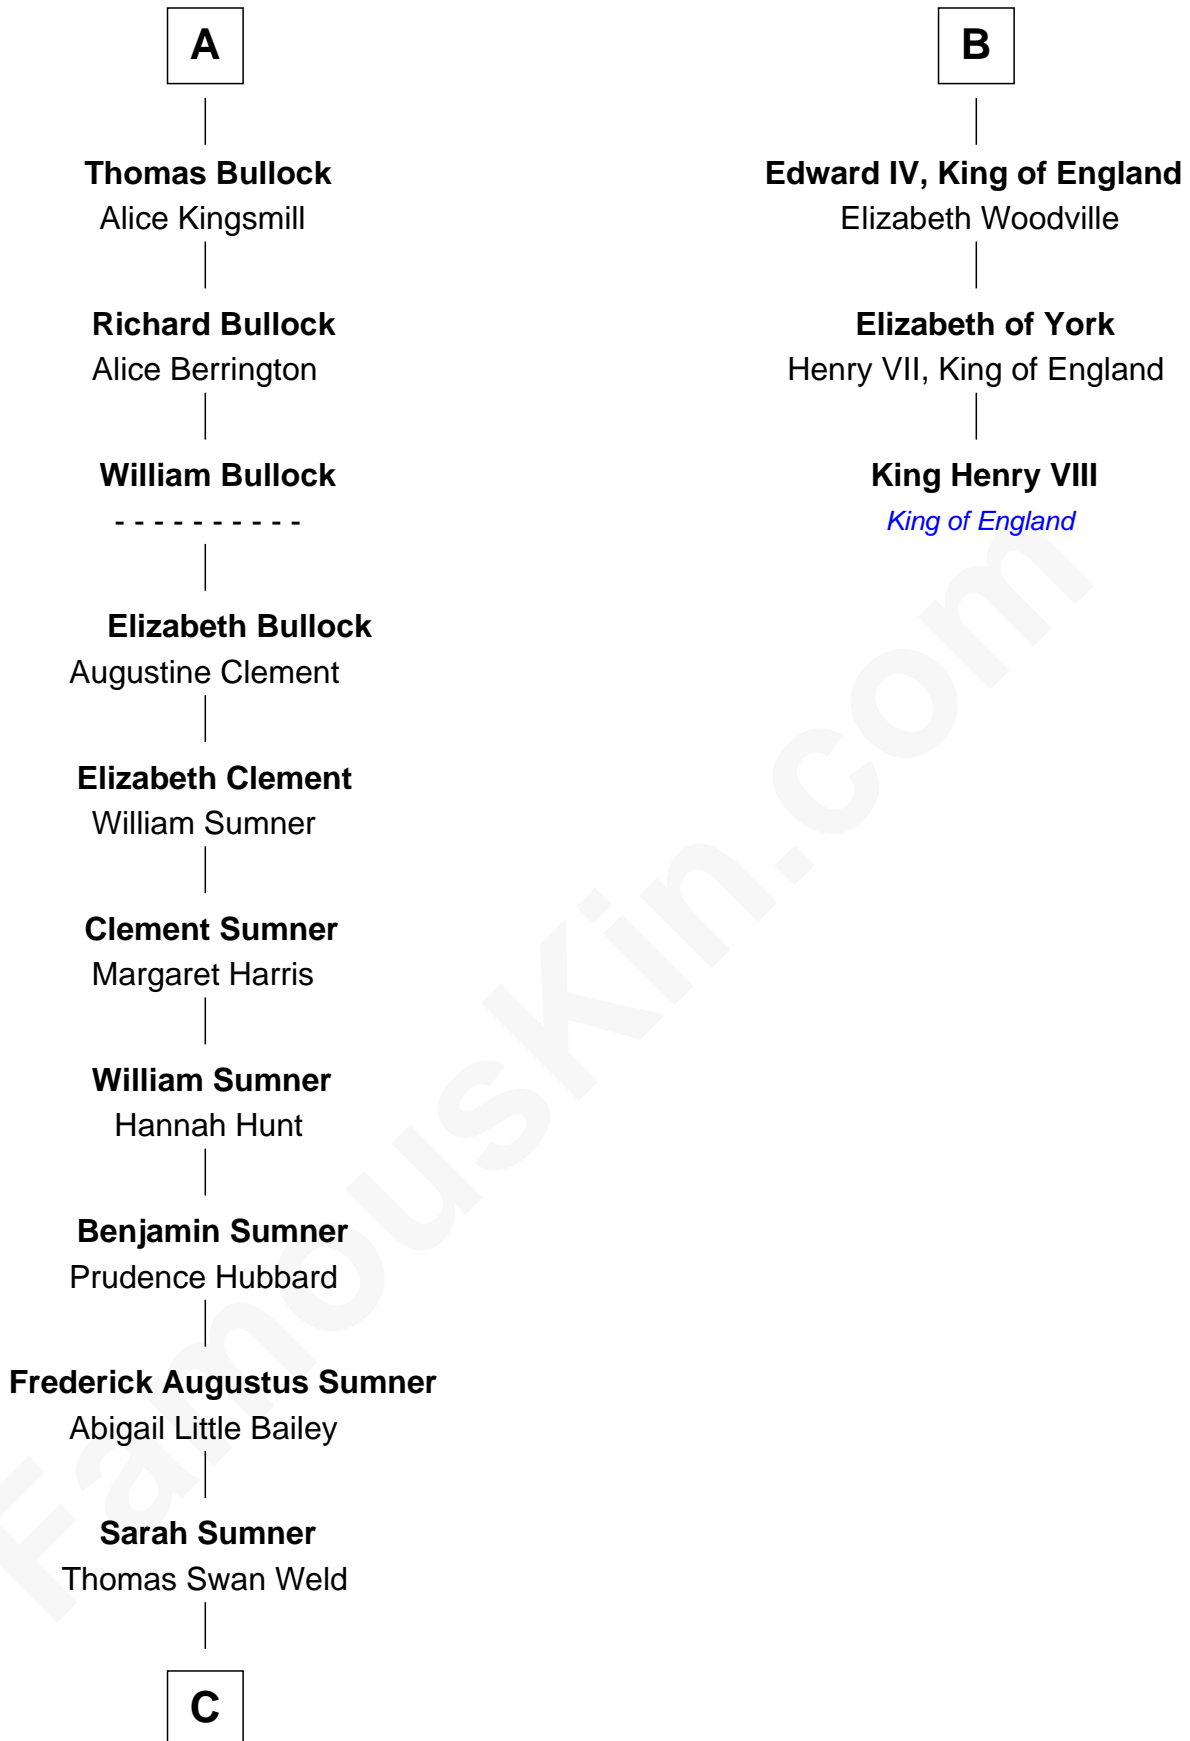 A
Thomas Bullock
Alice Kingsmill
Richard Bullock
Alice Berrington
William Bullock
- - - - - - - - - -
Elizabeth Bullock
Augustine Clement
Elizabeth Clement
William Sumner
Clement Sumner
Margaret Harris
William Sumner
Hannah Hunt
Benjamin Sumner
Prudence Hubbard
Frederick Augustus Sumner
Abigail Little Bailey
Sarah Sumner
Thomas Swan Weld
C
B
Edward IV, King of England
Elizabeth Woodville
Elizabeth of York
Henry VII, King of England
King Henry VIII
King of England
FamousKin.com